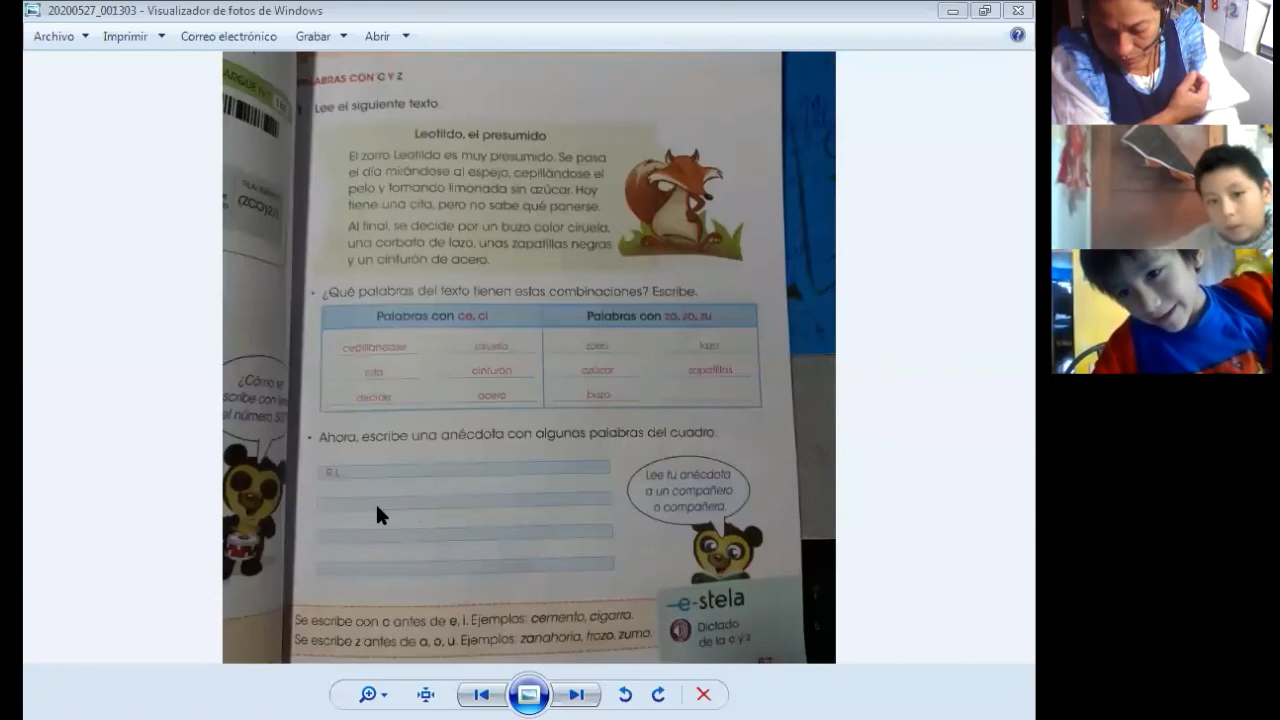 20200527_001303 - Visualizador de fotos de Windows
Archivo Imprimir Correo electrónico Grabar Abrir
ABRAS CON C Y Z
Lee el siguiente texto.
Leotildo, el presumido
El zorro Leotildo es muy presumido. Se pasa
el día mirándose al espejo, cepillándose el
pelo y tomando limonada sin azúcar. Hoy
tiene una cita, pero no sabe qué ponerse.
Al final, se decide por un buzo color ciruela,
una corbata de lazo, unas zapatillas negras
y un cinturón de acero.
• ¿Qué palabras del texto tienen estas combinaciones? Escribe.
Palabras con ce, ci
Palabras con za, zo, zu
cepillándose ciruela zorro lazo
cita cinturón azúcar zapatillas
decide acero buzo
• Ahora, escribe una anécdota con algunas palabras del cuadro.
R. L.
Lee tu anécdota
a un compañero
o compañera.
¿Cómo se
scribe con
el número
e-stela
Dictado
de la c y z
Se escribe con c antes de e, i. Ejemplos: cemento, cigarra.
Se escribe z antes de a, o, u. Ejemplos: zanahoria, trozo, zumo.
67